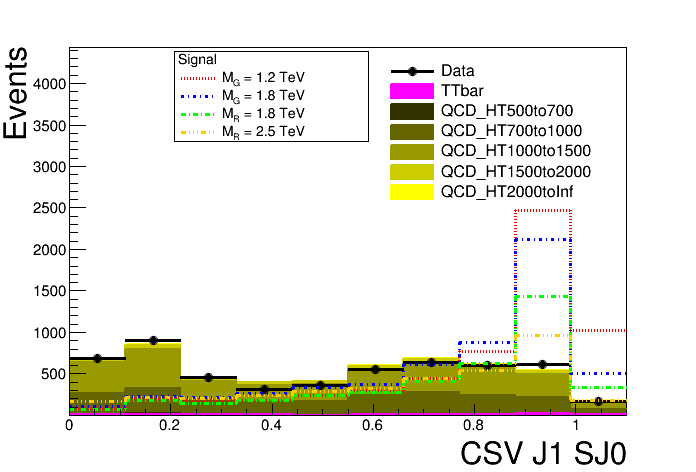 Events
4000
3500
3000
2500
2000
1500
1000
500
0
0.2
0.4
0.6
0.8
1
CSV J1 SJ0
Signal
M_G = 1.2 TeV
M_G = 1.8 TeV
M_R = 1.8 TeV
M_R = 2.5 TeV
Data
TTbar
QCD_HT500to700
QCD_HT700to1000
QCD_HT1000to1500
QCD_HT1500to2000
QCD_HT2000toInf